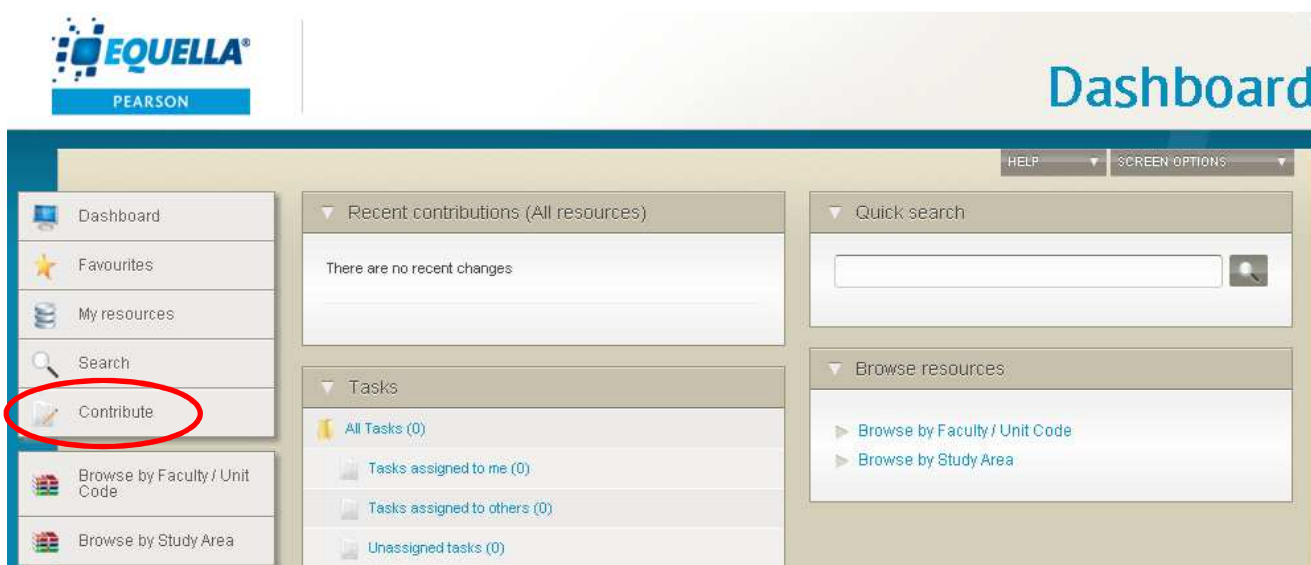 EQUELLA®
PEARSON
Dashboard
HELP
SCREEN OPTIONS
Dashboard
Favourites
My resources
Search
Contribute
Browse by Faculty / Unit
Code
Browse by Study Area
Recent contributions (All resources)
There are no recent changes
Tasks
All Tasks (0)
Tasks assigned to me (0)
Tasks assigned to others (0)
Unassigned tasks (0)
Quick search
Browse resources
Browse by Faculty / Unit Code
Browse by Study Area